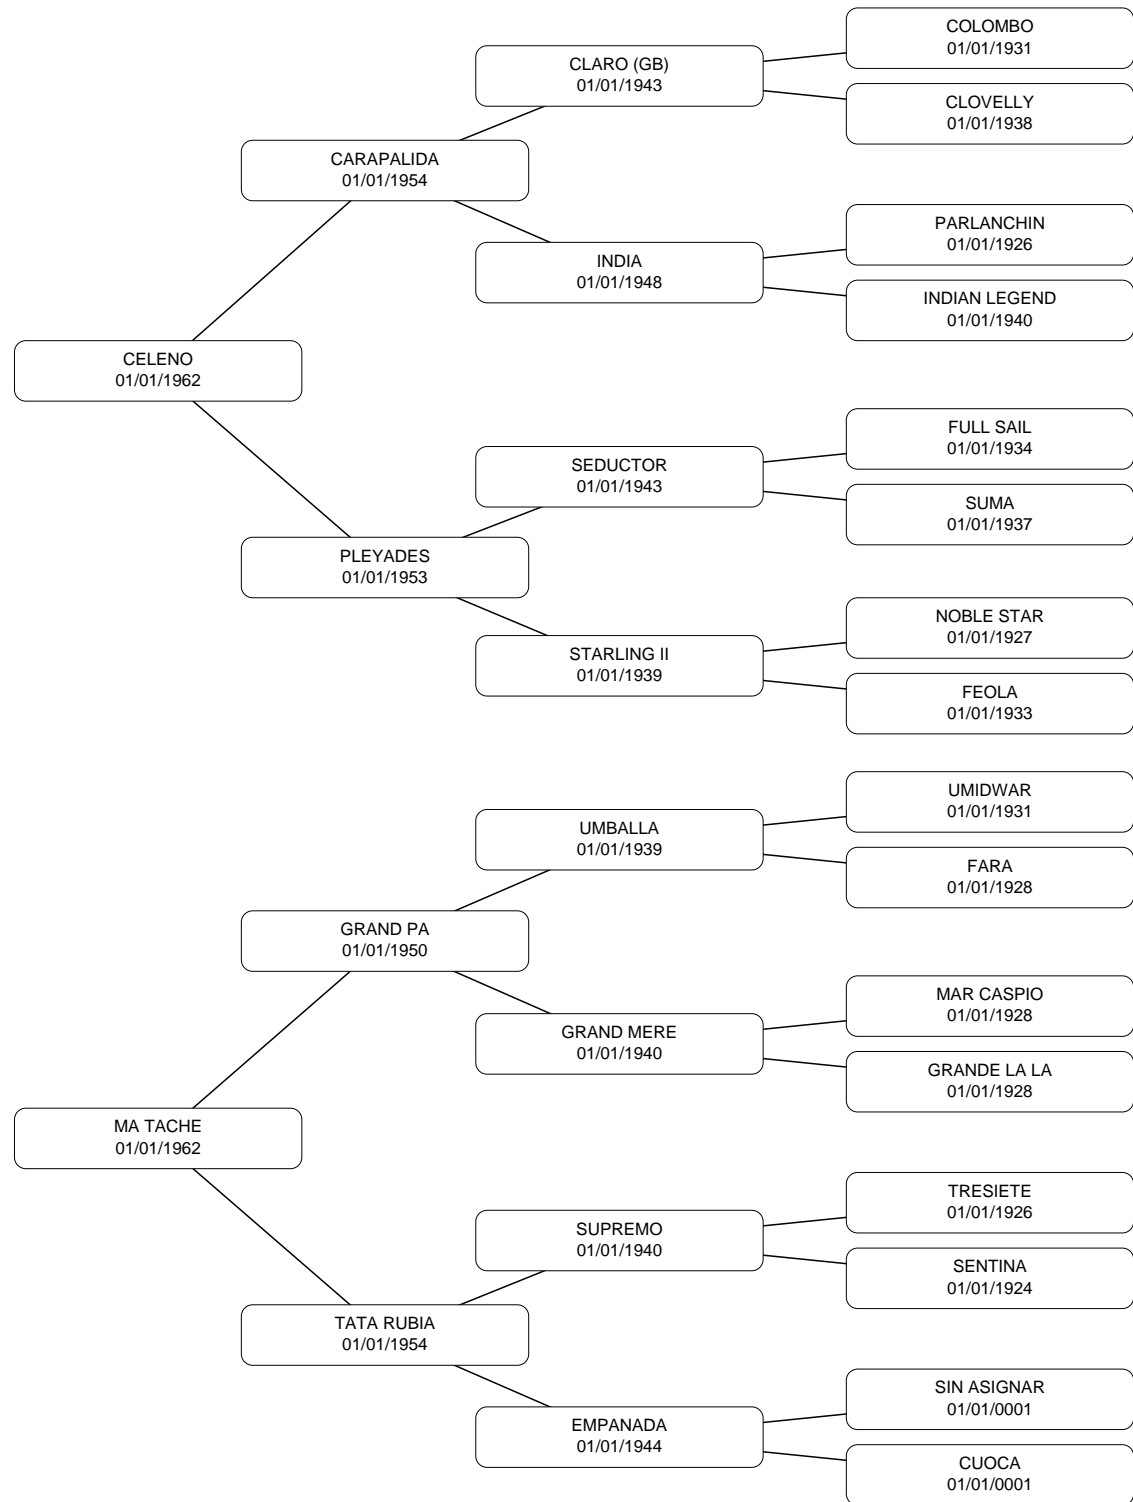 COLOMBO
01/01/1931
CLARO (GB)
01/01/1943
CLOVELLY
01/01/1938
CARAPALIDA
01/01/1954
PARLANCHIN
01/01/1926
INDIA
01/01/1948
INDIAN LEGEND
01/01/1940
CELENO
01/01/1962
FULL SAIL
01/01/1934
SEDUCTOR
01/01/1943
SUMA
01/01/1937
PLEYADES
01/01/1953
NOBLE STAR
01/01/1927
STARLING II
01/01/1939
FEOLA
01/01/1933
UMIDWAR
01/01/1931
UMBALLA
01/01/1939
FARA
01/01/1928
GRAND PA
01/01/1950
MAR CASPIO
01/01/1928
GRAND MERE
01/01/1940
GRANDE LA LA
01/01/1928
MA TACHE
01/01/1962
TRESIETE
01/01/1926
SUPREMO
01/01/1940
SENTINA
01/01/1924
TATA RUBIA
01/01/1954
SIN ASIGNAR
01/01/0001
EMPANADA
01/01/1944
CUOCA
01/01/0001